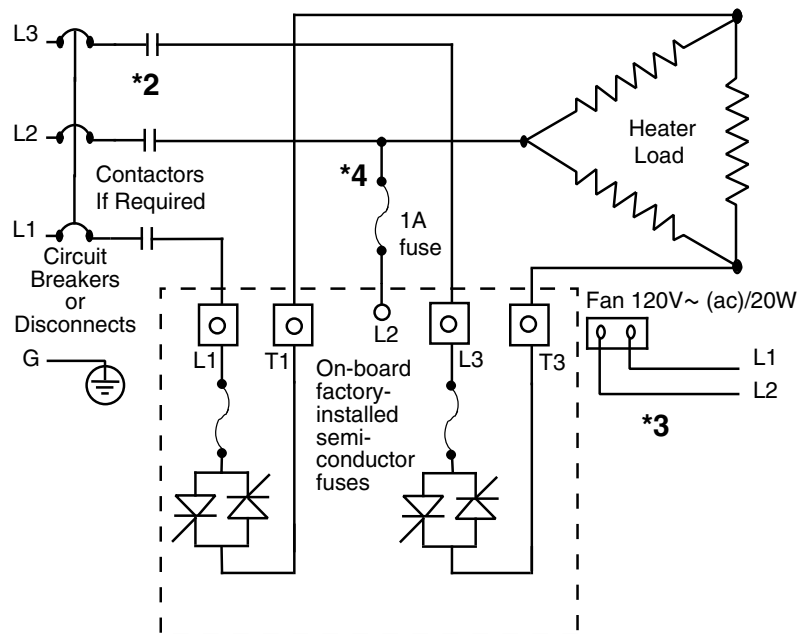 L3
*2
L2
Contactors
If Required
*4
1A
fuse
Heater
Load
L1
Circuit
Breakers
or
Disconnects
G
L1
T1
L2
L3
T3
On-board
factory-
installed
semi-
conductor
fuses
Fan 120V~ (ac)/20W
L1
L2
*3